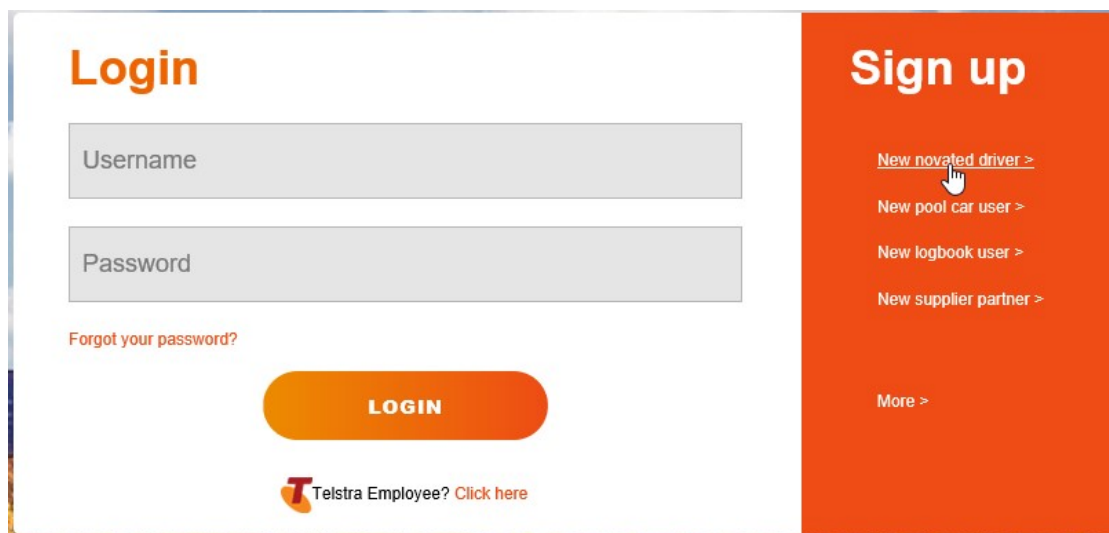 Login
Username
Password
Forgot your password?
LOGIN
Telstra Employee? Click here
Sign up
New novated driver >
New pool car user >
New logbook user >
New supplier partner >
More >